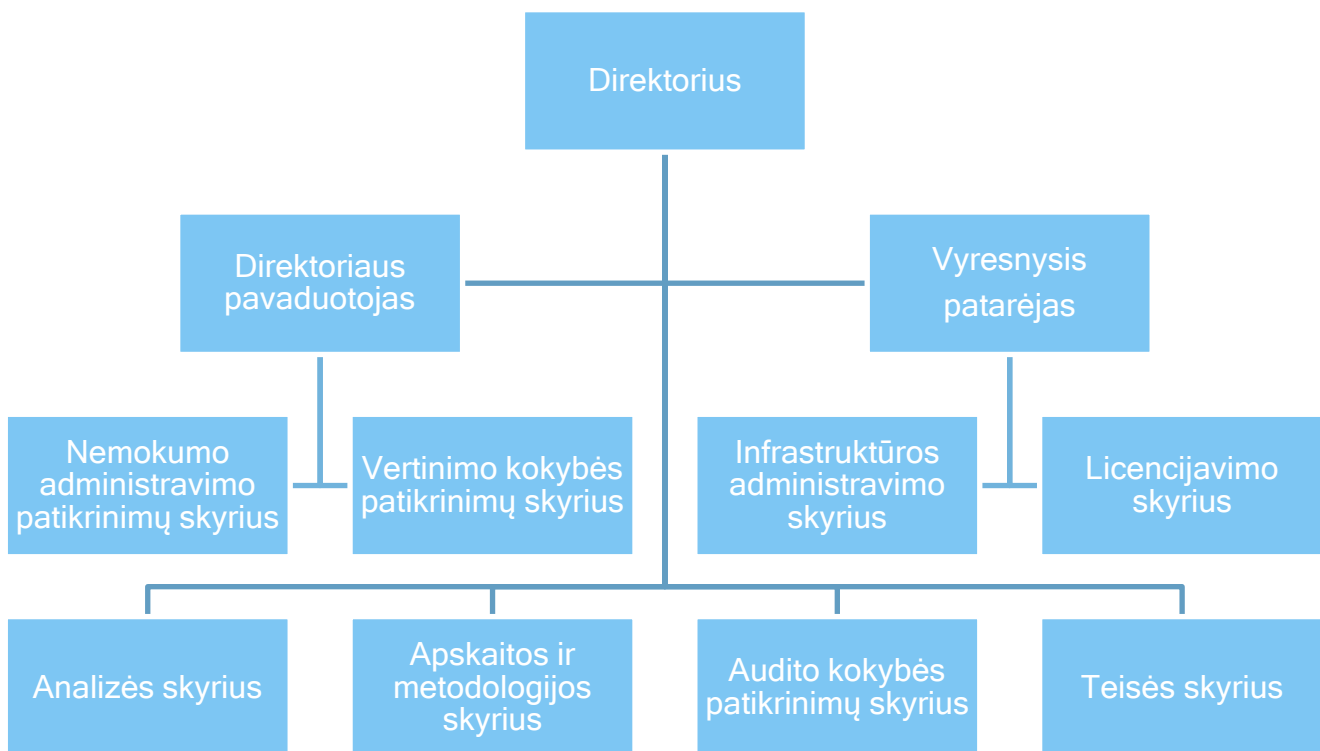 Direktorius
Direktoriaus
pavaduotojas
Vyresnysis
patarėjas
Nemokumo
administravimo
patikrinimų skyrius
Vertinimo kokybės
patikrinimų skyrius
Infrastruktūros
administravimo
skyrius
Licencijavimo
skyrius
Analizės skyrius
Apskaitos ir
metodologijos
skyrius
Audito kokybės
patikrinimų skyrius
Teisės skyrius